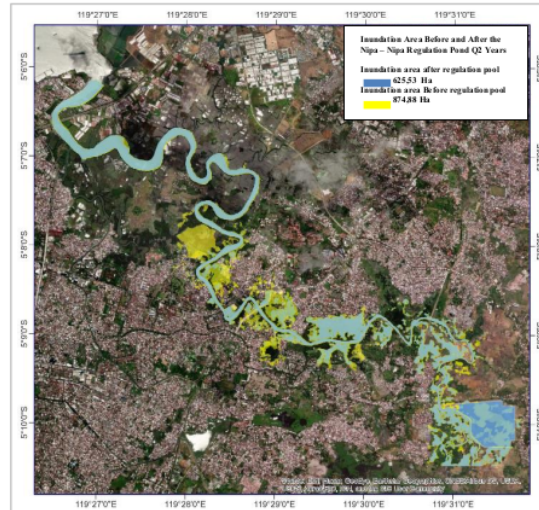 119°27'0"E 119°28'0"E 119°29'0"E 119°30'0"E 119°31'0"E
Inundation Area Before and After the
Nipa – Nipa Regulation Pond Q2 Years
Inundation area after regulation pool
625,53 Ha
Inundation area Before regulation pool
874,88 Ha
5°6'0"S
5°7'0"S
5°8'0"S
5°9'0"S
5°10'0"S
119°27'0"E 119°28'0"E 119°29'0"E 119°30'0"E 119°31'0"E